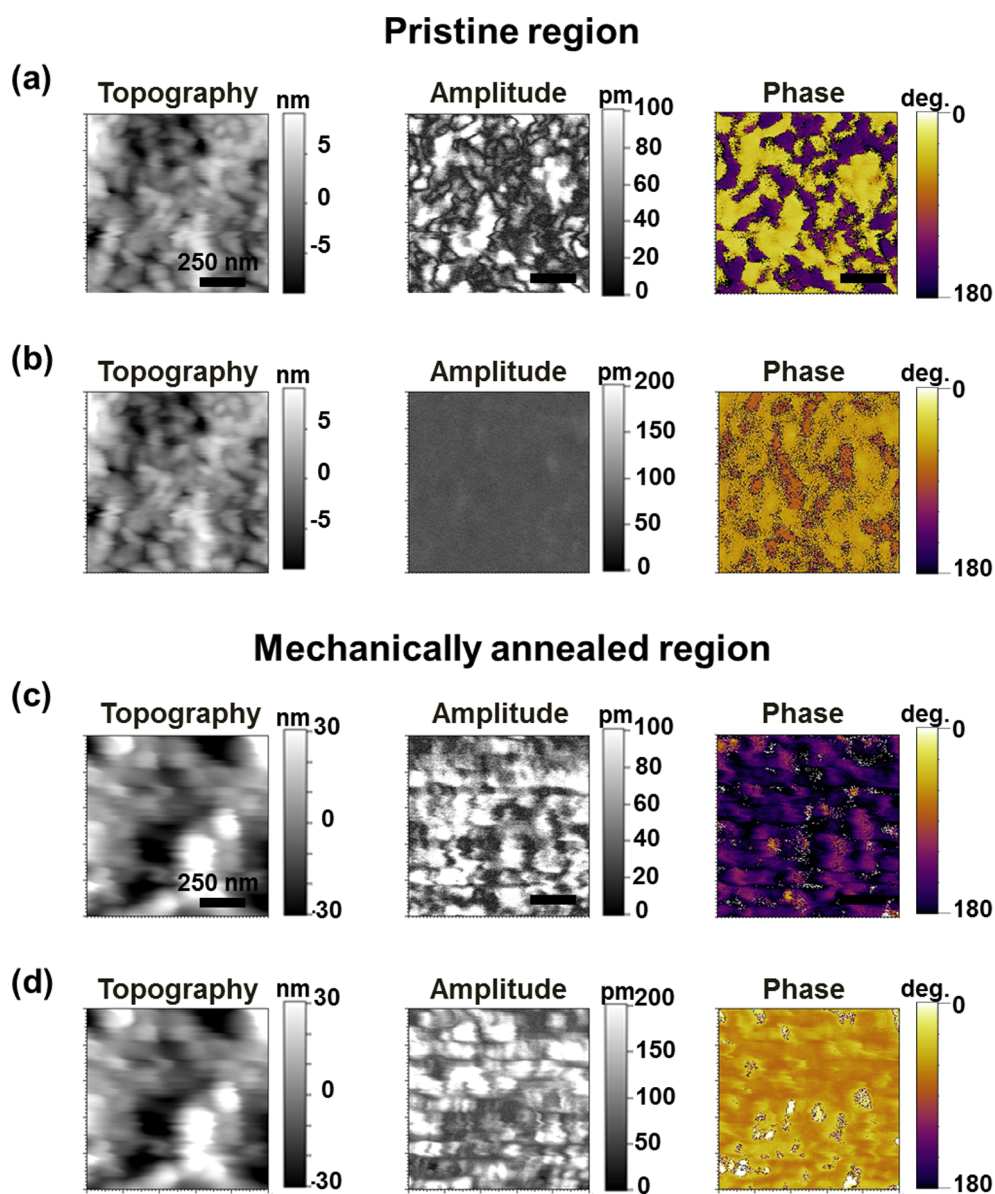 Pristine region
(a)
Topography nm Amplitude pm 100 Phase deg. 0
5 80
0 60
-5 40
250 nm 20
0 180
(b)
Topography nm Amplitude pm 200 Phase deg. 0
5 150
0 100
-5 50
0 180
Mechanically annealed region
(c)
Topography nm 30 Amplitude pm 100 Phase deg. 0
80
0 60
40
250 nm 20
-30 0 180
(d)
Topography nm 30 Amplitude pm 200 Phase deg. 0
150
0 100
50
-30 0 180